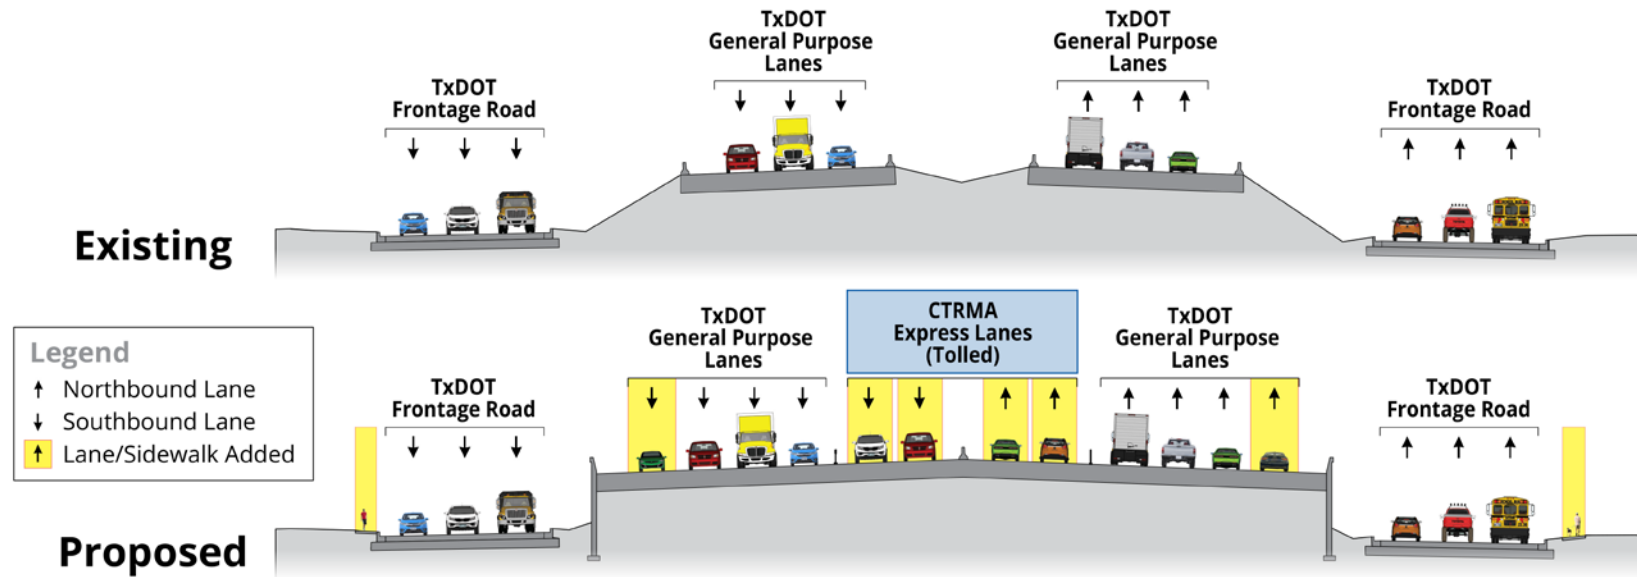 TxDOT
General Purpose
Lanes
TxDOT
General Purpose
Lanes
TxDOT
Frontage Road
TxDOT
Frontage Road
Existing
CTRMA
Express Lanes
(Tolled)
TxDOT
General Purpose
Lanes
TxDOT
General Purpose
Lanes
Legend
Northbound Lane
Southbound Lane
Lane/Sidewalk Added
TxDOT
Frontage Road
TxDOT
Frontage Road
Proposed